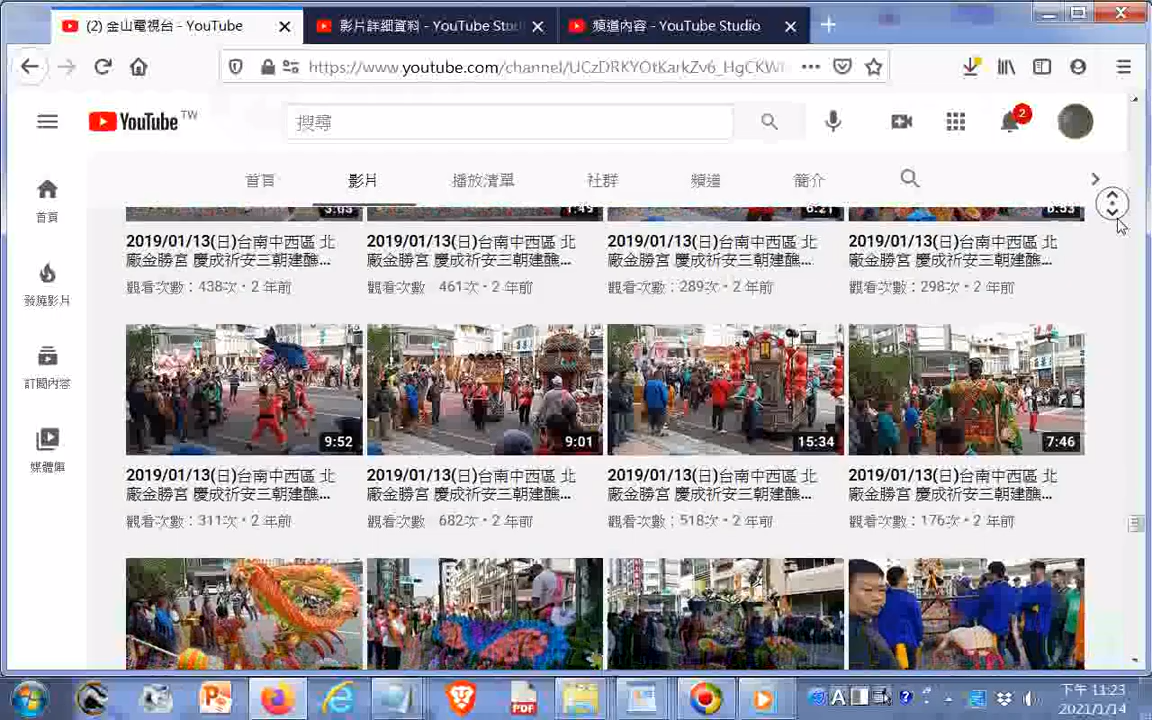 (2) 金山電視台 - YouTube
影片詳細資料 - YouTube Stu
頻道內容 - YouTube Studio
https://www.youtube.com/channel/UCzDRKYOtKarkZv6_HgCKW
YouTube TW
搜尋
2
首頁
影片
播放清單
社群
頻道
簡介
首頁
發燒影片
訂閱內容
媒體庫
3:03
1:49
6:21
6:33
2019/01/13(日)台南中西區 北
廠金勝宮 慶成祈安三朝建醮...
觀看次數：438次・2 年前
2019/01/13(日)台南中西區 北
廠金勝宮 慶成祈安三朝建醮...
觀看次數 461次・2 年前
2019/01/13(日)台南中西區 北
廠金勝宮 慶成祈安三朝建醮...
觀看次數：289次・2 年前
2019/01/13(日)台南中西區 北
廠金勝宮 慶成祈安三朝建醮...
觀看次數：298次・2 年前
9:52
9:01
15:34
7:46
2019/01/13(日)台南中西區 北
廠金勝宮 慶成祈安三朝建醮...
觀看次數：311次・2 年前
2019/01/13(日)台南中西區 北
廠金勝宮 慶成祈安三朝建醮...
觀看次數 682次・2 年前
2019/01/13(日)台南中西區 北
廠金勝宮 慶成祈安三朝建醮...
觀看次數：518次・2 年前
2019/01/13(日)台南中西區 北
廠金勝宮 慶成祈安三朝建醮...
觀看次數：176次・2 年前
PDF
A
下午 11:23
2021/1/14